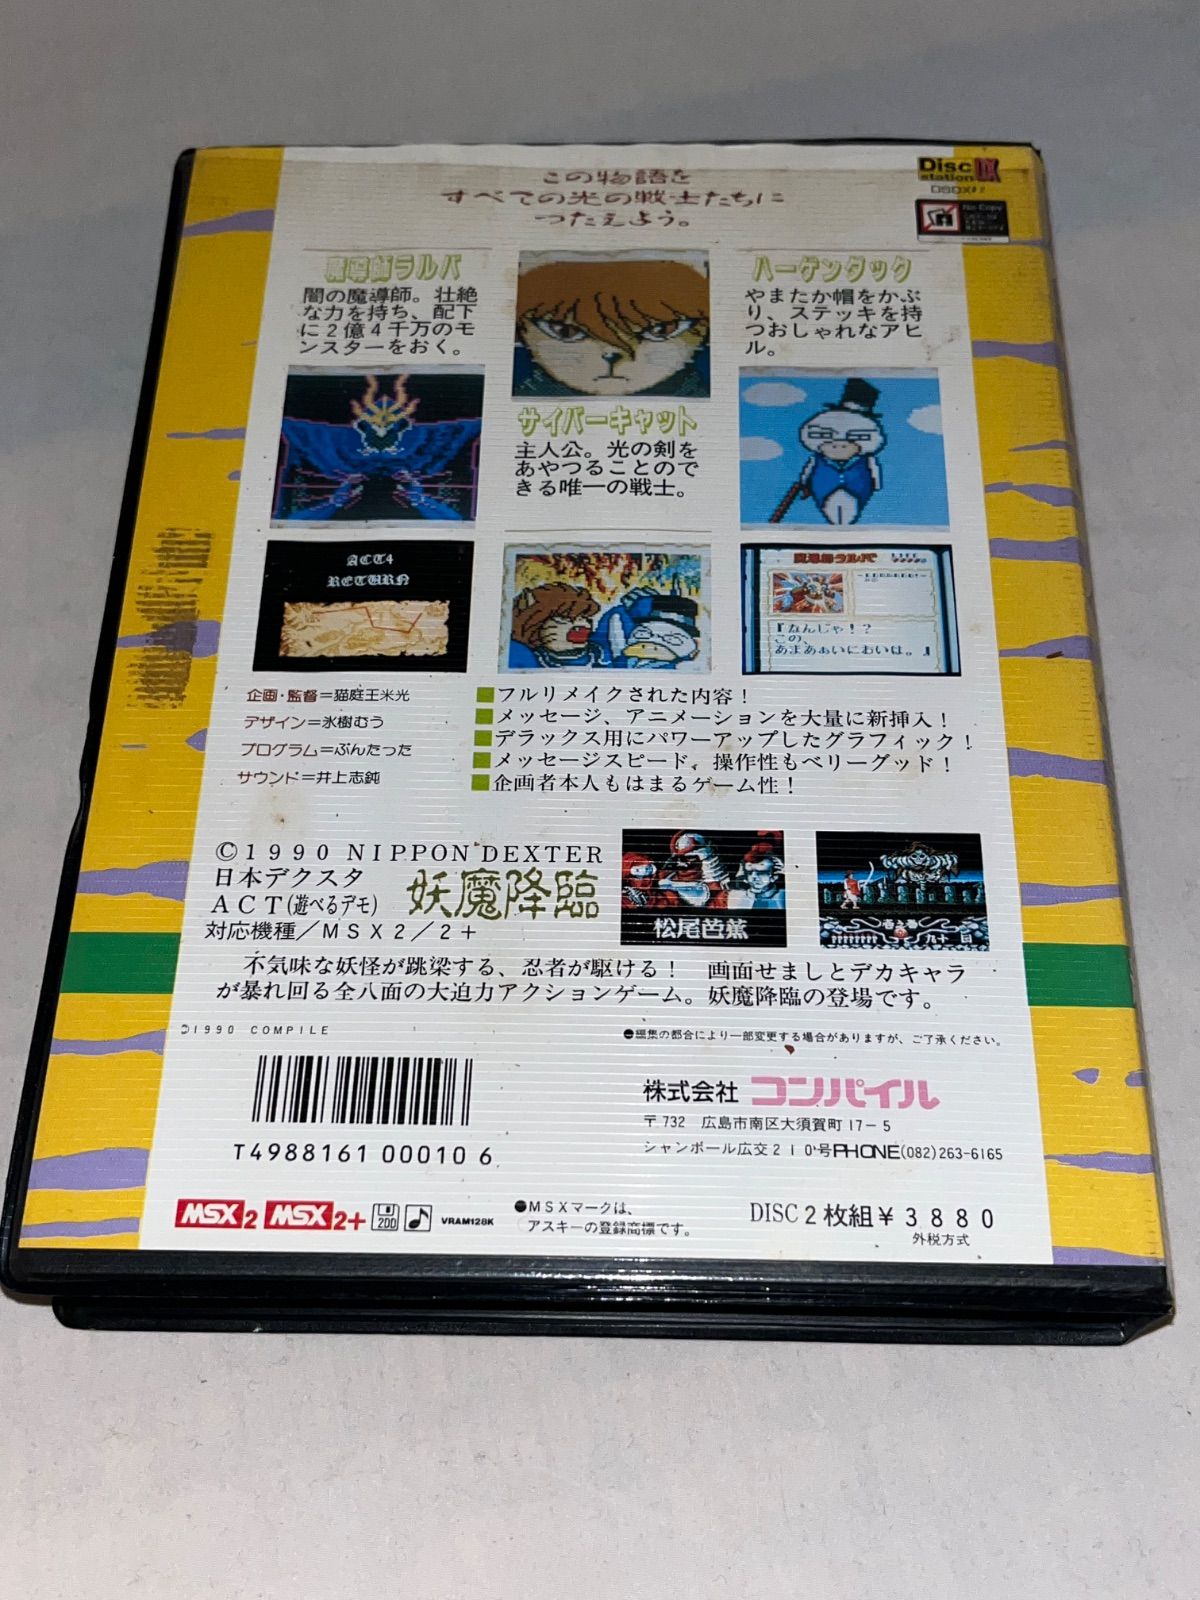 この物語を
すべての光の戦士たちに
つたえよう。
Disc
station DX
DSDX#2
No Copy
魔導師ラルバ
闇の魔導師。壮絶
な力を持ち、配下
に2億4千万のモ
ンスターをおく。
サイバーキャット
主人公。光の剣を
あやつることので
きる唯一の戦士。
ハーゲンダック
やまたか帽をかぶ
り、ステッキを持
つおしゃれなアヒ
ル。
ACT4
RETURN
魔導師ラルバ
LIFE
『なんじゃ!?
この、
あまあぁいにおいは。』
企画・監督=猫庭王米光
デザイン=氷樹むう
プログラム=ぶんたった
サウンド=井上志鈍
■フルリメイクされた内容!
■メッセージ、アニメーションを大量に新挿入!
■デラックス用にパワーアップしたグラフィック!
■メッセージスピード、操作性もベリーグッド!
■企画者本人もはまるゲーム性!
©1990 NIPPON DEXTER
日本デクスタ
ACT(遊べるデモ) 妖魔降臨
対応機種/MSX2/2+
松尾芭蕉
不気味な妖怪が跳梁する、忍者が駆ける! 画面せましとデカキャラ
が暴れ回る全八面の大迫力アクションゲーム。妖魔降臨の登場です。
©1990 COMPILE
●編集の都合により一部変更する場合がありますが、ご了承ください。
T4988161 00010 6
株式会社 コンパイル
〒732 広島市南区大須賀町17-5
シャンボール広交210号PHONE(082)263-6165
MSX2 MSX2+ 2DD VRAM128K
●MSXマークは、
アスキーの登録商標です。
DISC2枚組¥3880
外税方式